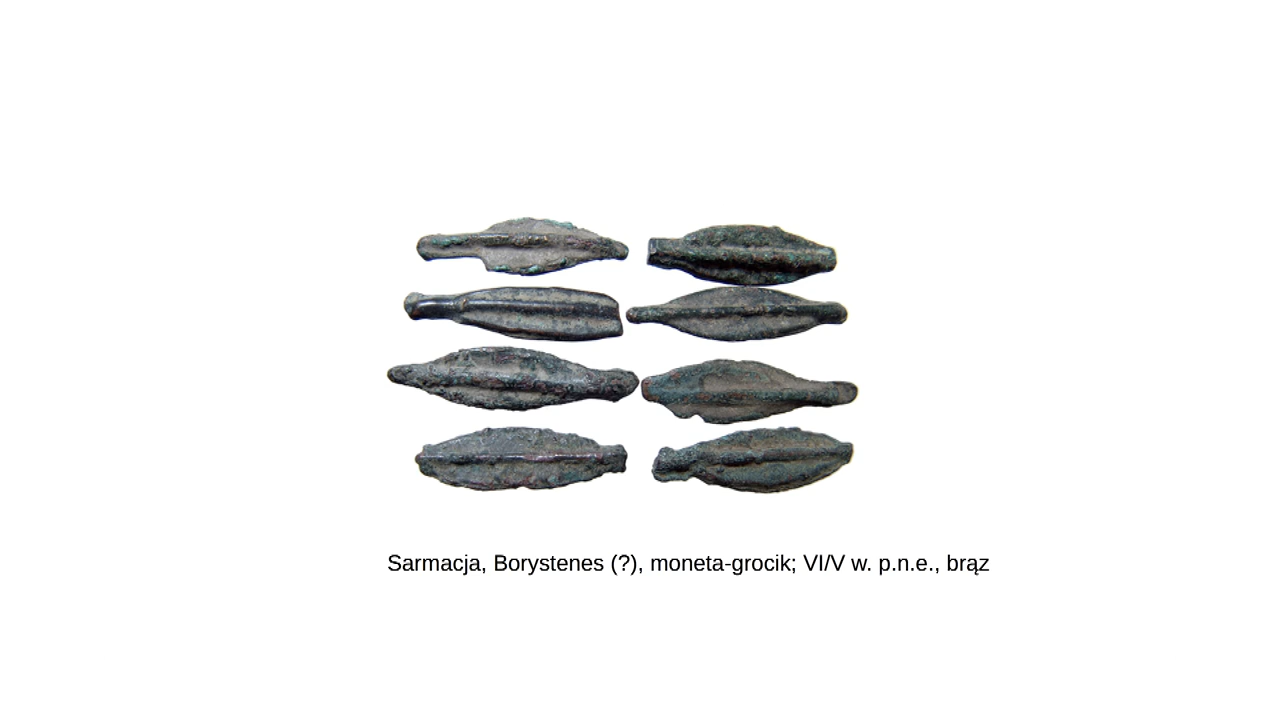 Sarmacja, Borystenes (?), moneta-grocik; VI/V w. p.n.e., brąz